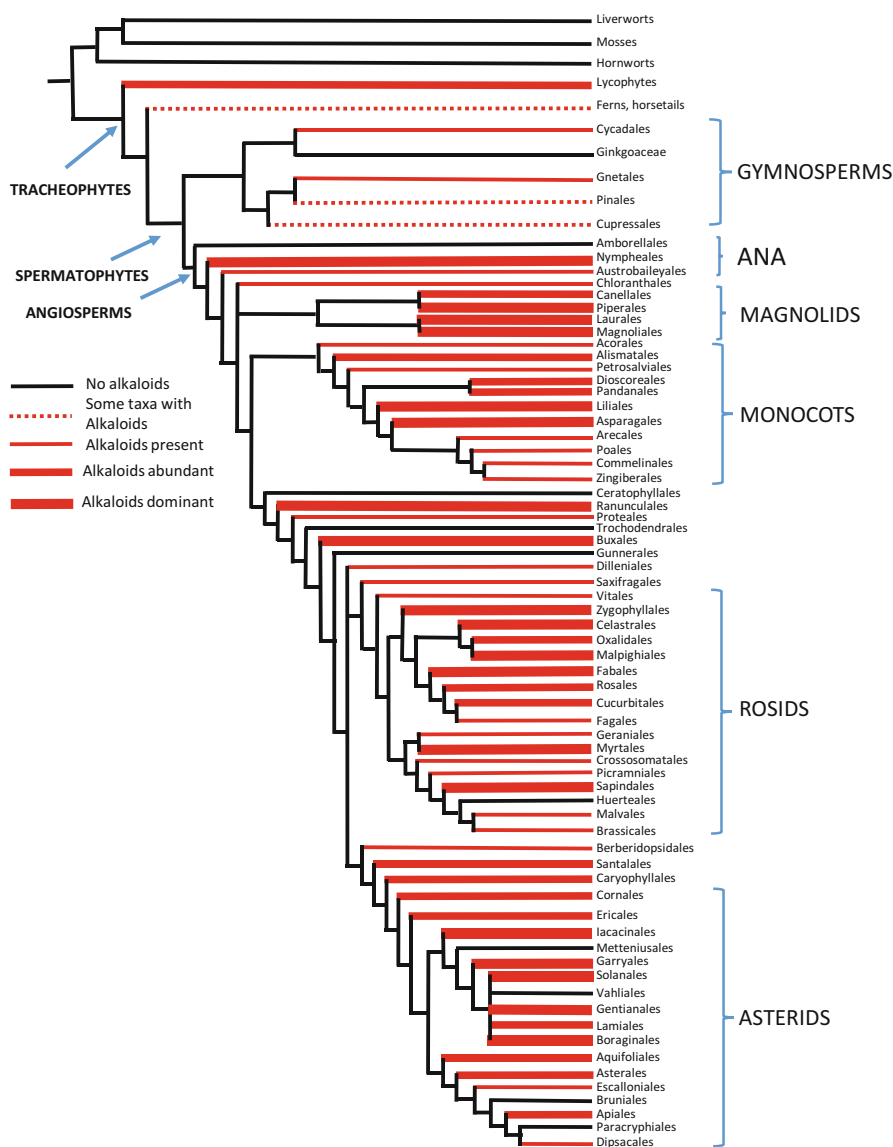 Liverworts
Mosses
Hornworts
Lycophytes
Ferns, horsetails
Cycadales
Ginkgoaceae
Gnetales
Pinales
Cupressales
GYMNOSPERMS
TRACHEOPHYTES
SPERMATOPHYTES
ANGIOSPERMS
Amborellales
Nympheales
Austrobaileyales
ANA
Chloranthales
Canellales
Piperales
Laurales
Magnoliales
MAGNOLIDS
Acorales
Alismatales
Petrosalviales
Dioscoreales
Pandanales
Liliales
Asparagales
Arecales
Poales
Commelinales
Zingiberales
MONOCOTS
No alkaloids
Some taxa with
Alkaloids
Alkaloids present
Alkaloids abundant
Alkaloids dominant
Ceratophyllales
Ranunculales
Proteales
Trochodendrales
Buxales
Gunnerales
Dilleniales
Saxifragales
Vitales
Zygophyllales
Celastrales
Oxalidales
Malpighiales
Fabales
Rosales
Cucurbitales
Fagales
Geraniales
Myrtales
Crossosomatales
Picramniales
Sapindales
Huerteales
Malvales
Brassicales
ROSIDS
Berberidopsidales
Santalales
Caryophyllales
Cornales
Ericales
Iacacinales
Metteniusales
Garryales
Solanales
Vahliales
Gentianales
Lamiales
Boraginales
Aquifoliales
Asterales
Escalloniales
Bruniales
Apiales
Paracryphiales
Dipsacales
ASTERIDS